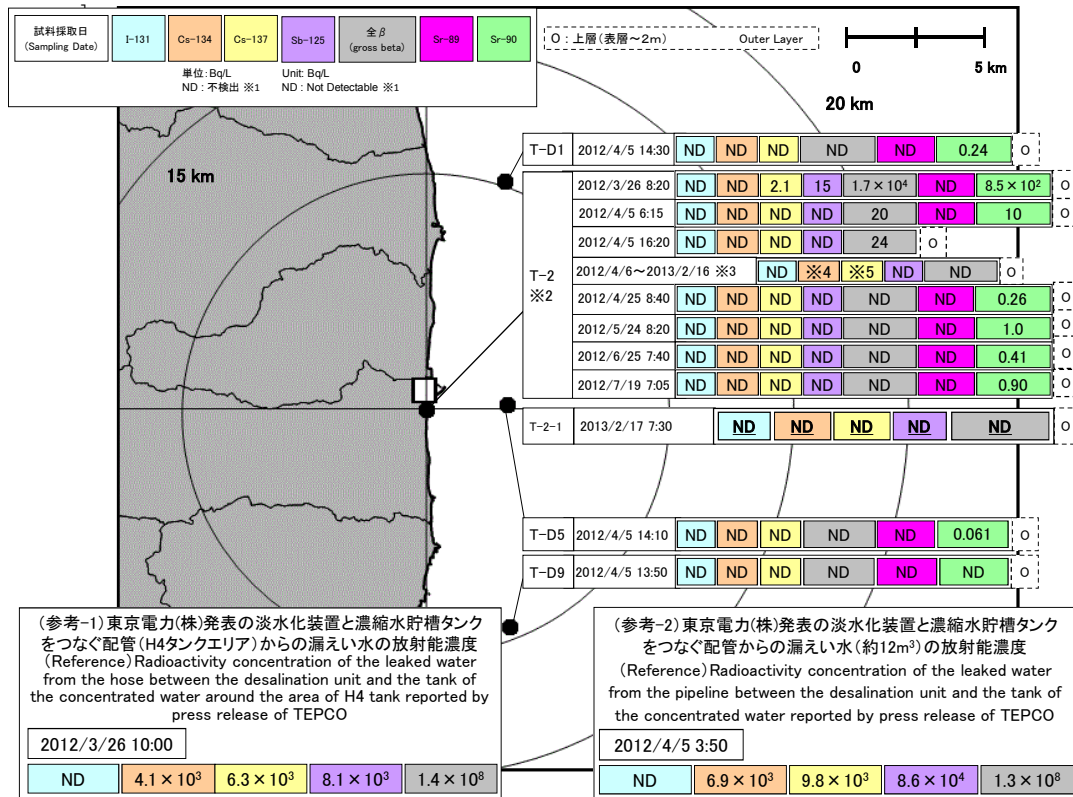 試料採取日
(Sampling Date)
I-131
Cs-134
Cs-137
Sb-125
全β
(gross beta)
Sr-89
Sr-90
単位: Bq/L Unit: Bq/L
ND : 不検出 ※1 ND : Not Detectable ※1
O : 上層(表層～2m) Outer Layer
0 5 km
20 km
15 km
T-D1 2012/4/5 14:30 ND ND ND ND ND 0.24 O
T-2
※2
2012/3/26 8:20 ND ND 2.1 15 1.7×10⁴ ND 8.5×10² O
2012/4/5 6:15 ND ND ND ND 20 ND 10 O
2012/4/5 16:20 ND ND ND ND 24 O
2012/4/6～2013/2/16 ※3 ND ※4 ※5 ND ND O
2012/4/25 8:40 ND ND ND ND ND ND 0.26 O
2012/5/24 8:20 ND ND ND ND ND ND 1.0 O
2012/6/25 7:40 ND ND ND ND ND ND 0.41 O
2012/7/19 7:05 ND ND ND ND ND ND 0.90 O
T-2-1 2013/2/17 7:30 ND ND ND ND ND O
T-D5 2012/4/5 14:10 ND ND ND ND ND 0.061 O
T-D9 2012/4/5 13:50 ND ND ND ND ND ND O
(参考-1)東京電力(株)発表の淡水化装置と濃縮水貯槽タンク
をつなぐ配管(H4タンクエリア)からの漏えい水の放射能濃度
(Reference)Radioactivity concentration of the leaked water
from the hose between the desalination unit and the tank of
the concentrated water around the area of H4 tank reported by
press release of TEPCO
2012/3/26 10:00
ND 4.1×10³ 6.3×10³ 8.1×10³ 1.4×10⁸
(参考-2)東京電力(株)発表の淡水化装置と濃縮水貯槽タンク
をつなぐ配管からの漏えい水(約12m³)の放射能濃度
(Reference)Radioactivity concentration of the leaked water
from the pipeline between the desalination unit and the tank of
the concentrated water reported by press release of TEPCO
2012/4/5 3:50
ND 6.9×10³ 9.8×10³ 8.6×10⁴ 1.3×10⁸